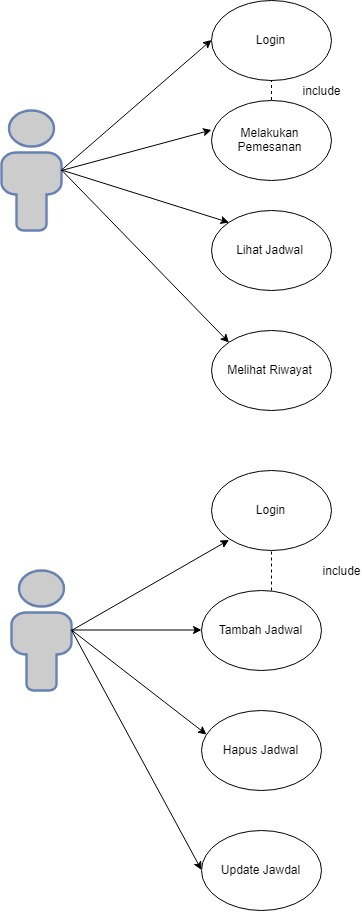 Login
include
Melakukan
Pemesanan
Lihat Jadwal
Melihat Riwayat
Login
include
Tambah Jadwal
Hapus Jadwal
Update Jawdal